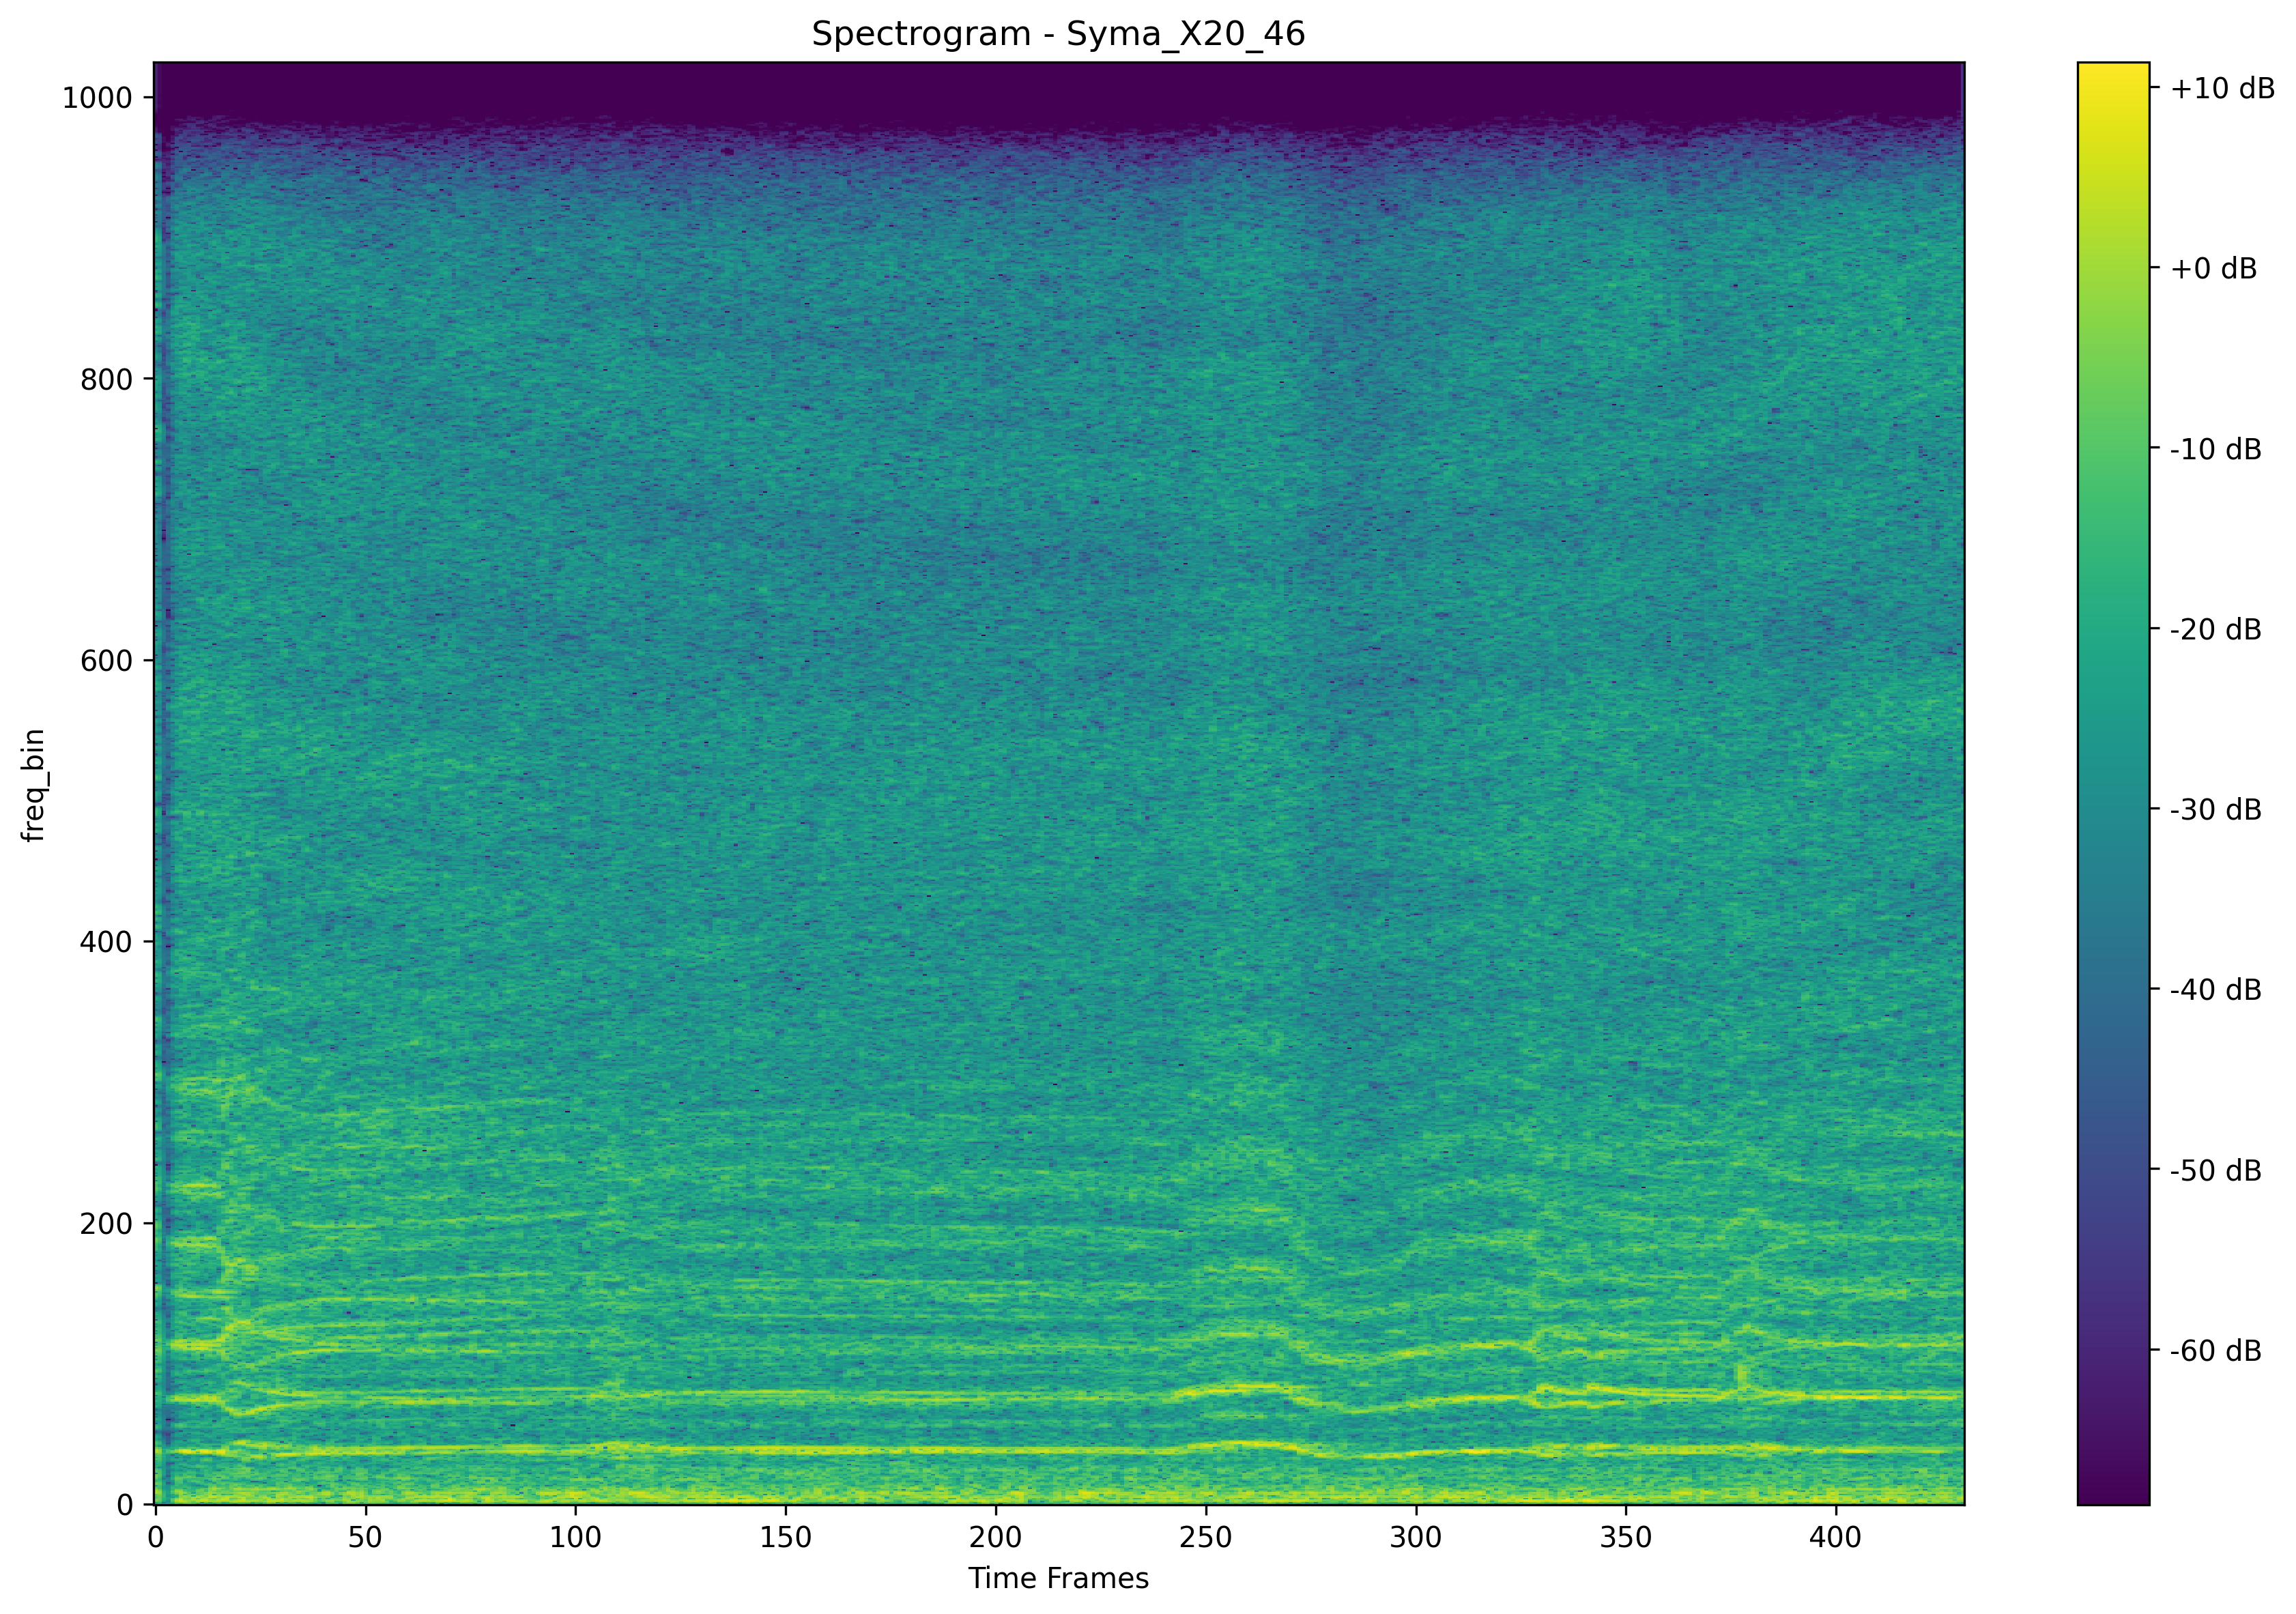 Spectrogram - Syma_X20_46
freq_bin
1000
800
600
400
200
0
0 50 100 150 200 250 300 350 400
Time Frames
+10 dB
+0 dB
-10 dB
-20 dB
-30 dB
-40 dB
-50 dB
-60 dB